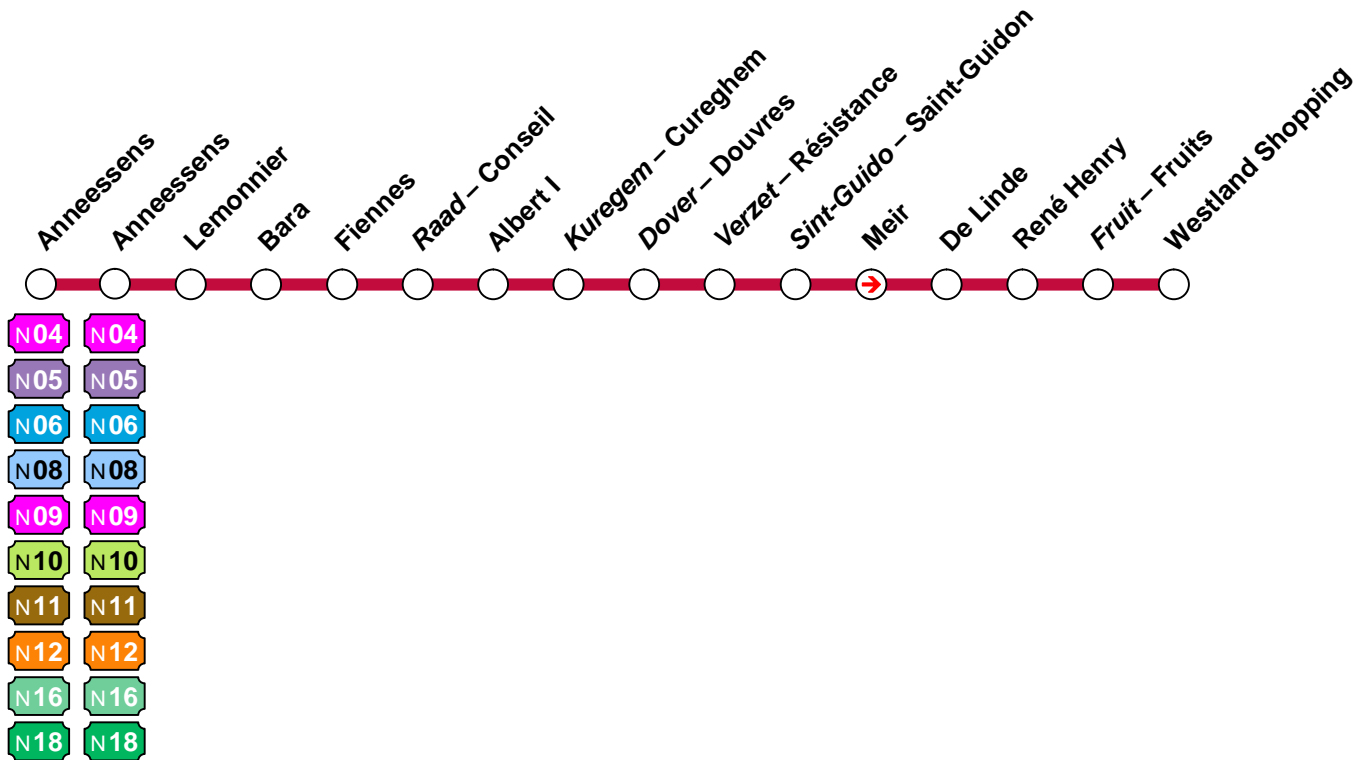 Anneessens
Anneessens
Lemonnier
Bara
Fiennes
Raad – Conseil
Albert I
Kuregem – Cureghem
Dover – Douvres
Verzet – Résistance
Sint-Guido – Saint-Guidon
Meir
De Linde
René Henry
Fruit – Fruits
Westland Shopping
N04 N04
N05 N05
N06 N06
N08 N08
N09 N09
N10 N10
N11 N11
N12 N12
N16 N16
N18 N18